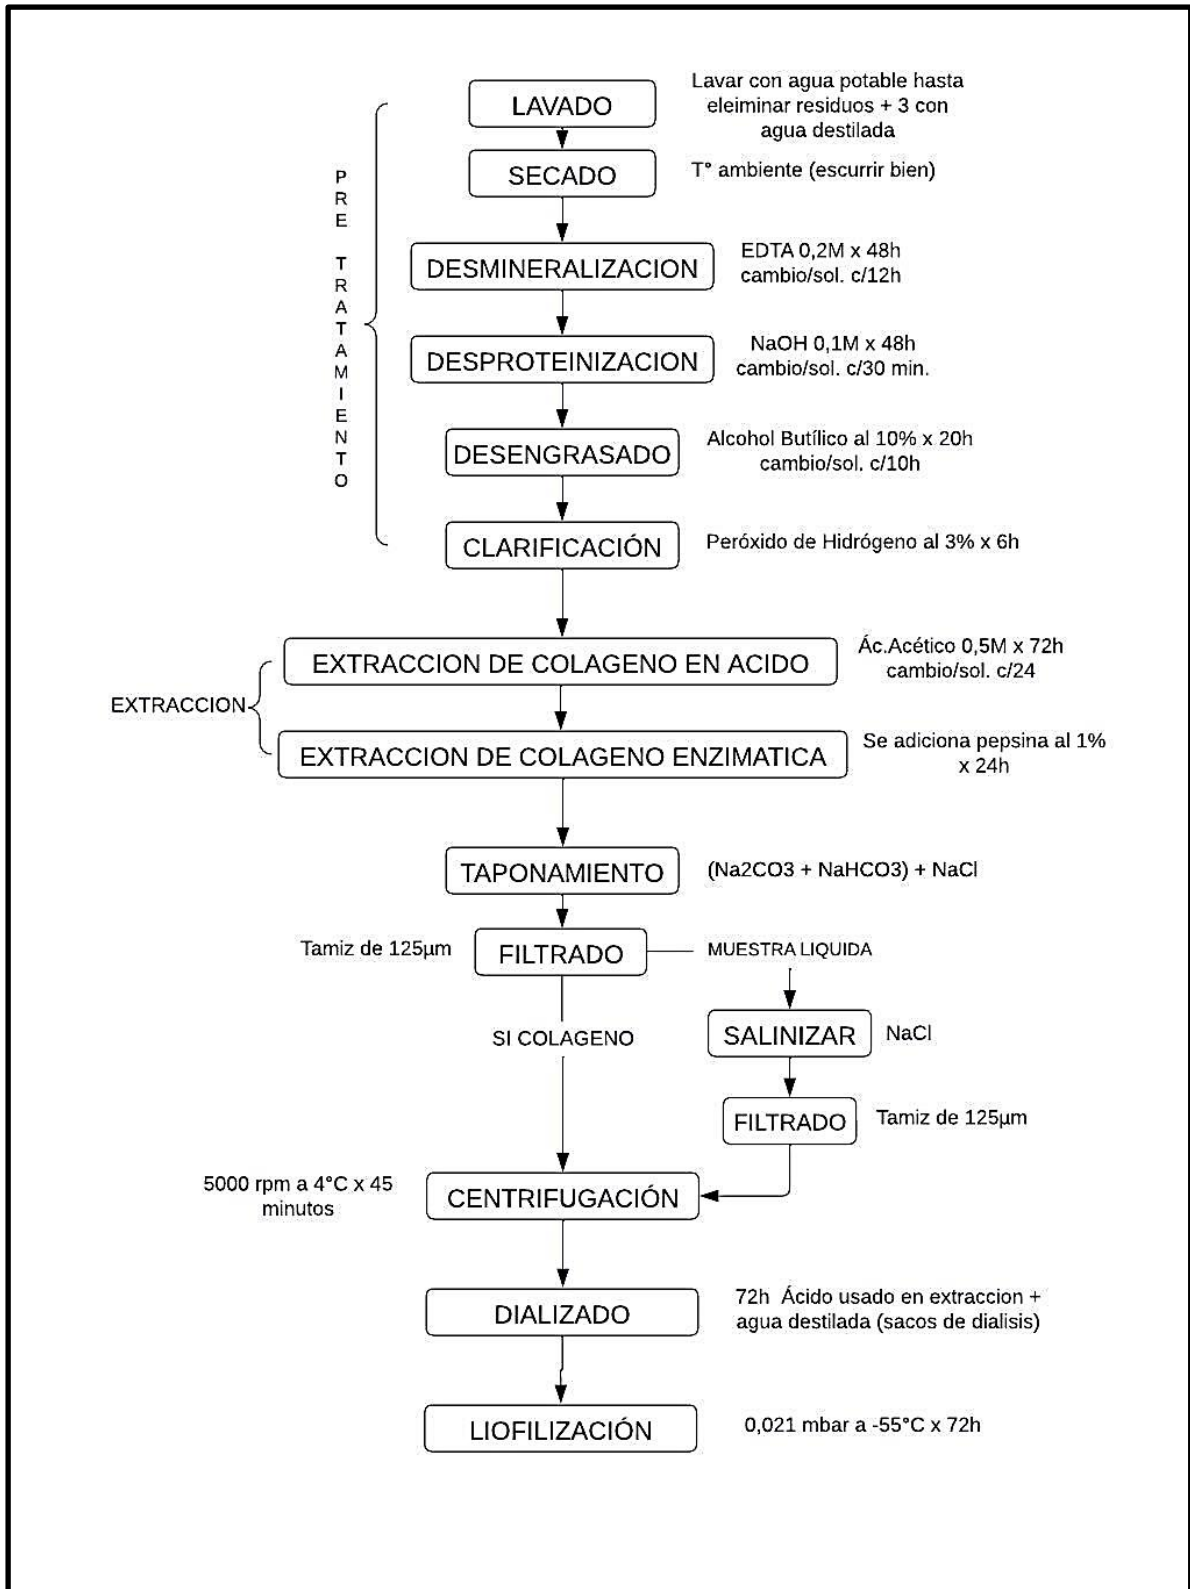 LAVADO
Lavar con agua potable hasta
eleiminar residuos + 3 con
agua destilada
SECADO
T° ambiente (escurrir bien)
PRE TRATAMIENTO
DESMINERALIZACION
EDTA 0,2M x 48h
cambio/sol. c/12h
DESPROTEINIZACION
NaOH 0,1M x 48h
cambio/sol. c/30 min.
DESENGRASADO
Alcohol Butílico al 10% x 20h
cambio/sol. c/10h
CLARIFICACIÓN
Peróxido de Hidrógeno al 3% x 6h
EXTRACCION
EXTRACCION DE COLAGENO EN ACIDO
Ác.Acético 0,5M x 72h
cambio/sol. c/24
EXTRACCION DE COLAGENO ENZIMATICA
Se adiciona pepsina al 1%
x 24h
TAPONAMIENTO
(Na2CO3 + NaHCO3) + NaCl
Tamiz de 125µm
FILTRADO
MUESTRA LIQUIDA
SI COLAGENO
SALINIZAR
NaCl
FILTRADO
Tamiz de 125µm
5000 rpm a 4°C x 45
minutos
CENTRIFUGACIÓN
DIALIZADO
72h Ácido usado en extraccion +
agua destilada (sacos de dialisis)
LIOFILIZACIÓN
0,021 mbar a -55°C x 72h